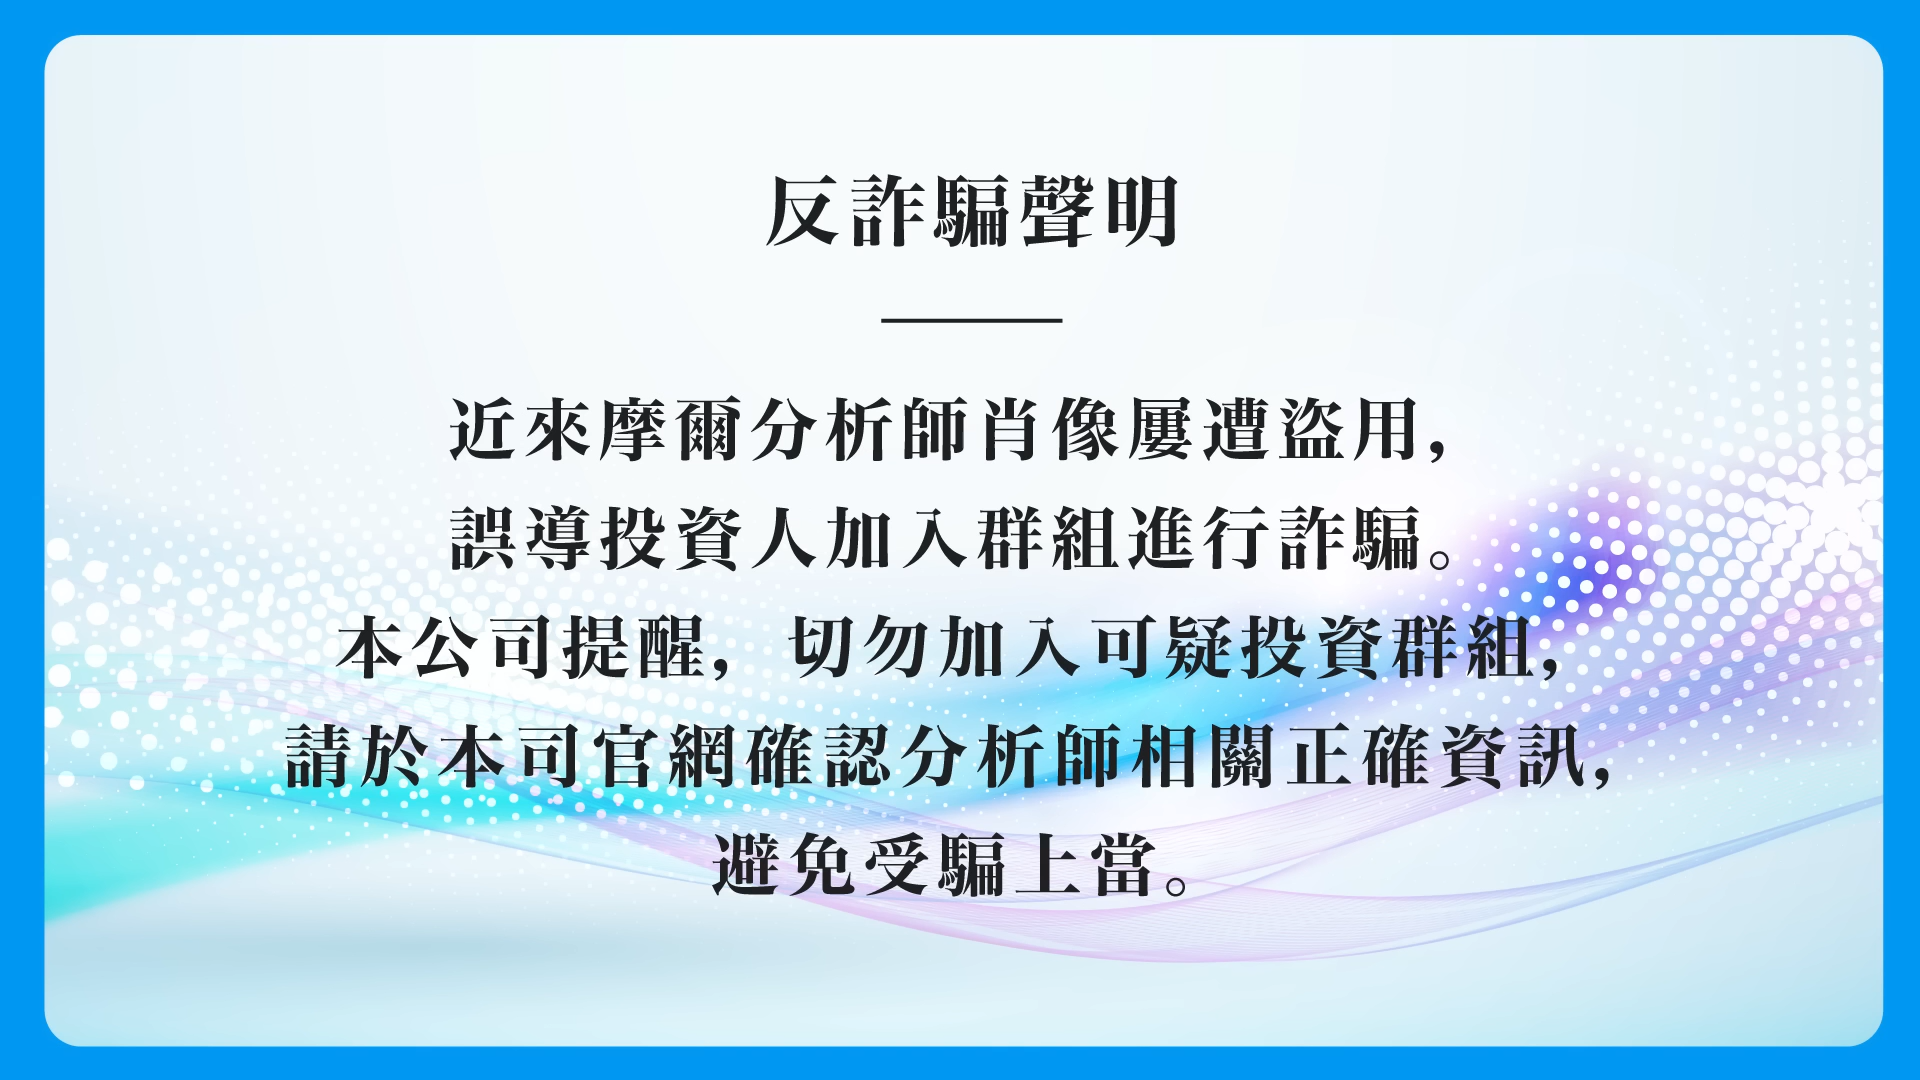 反詐騙聲明
近來摩爾分析師肖像屢遭盜用，
誤導投資人加入群組進行詐騙。
本公司提醒，切勿加入可疑投資群組，
請於本司官網確認分析師相關正確資訊，
避免受騙上當。